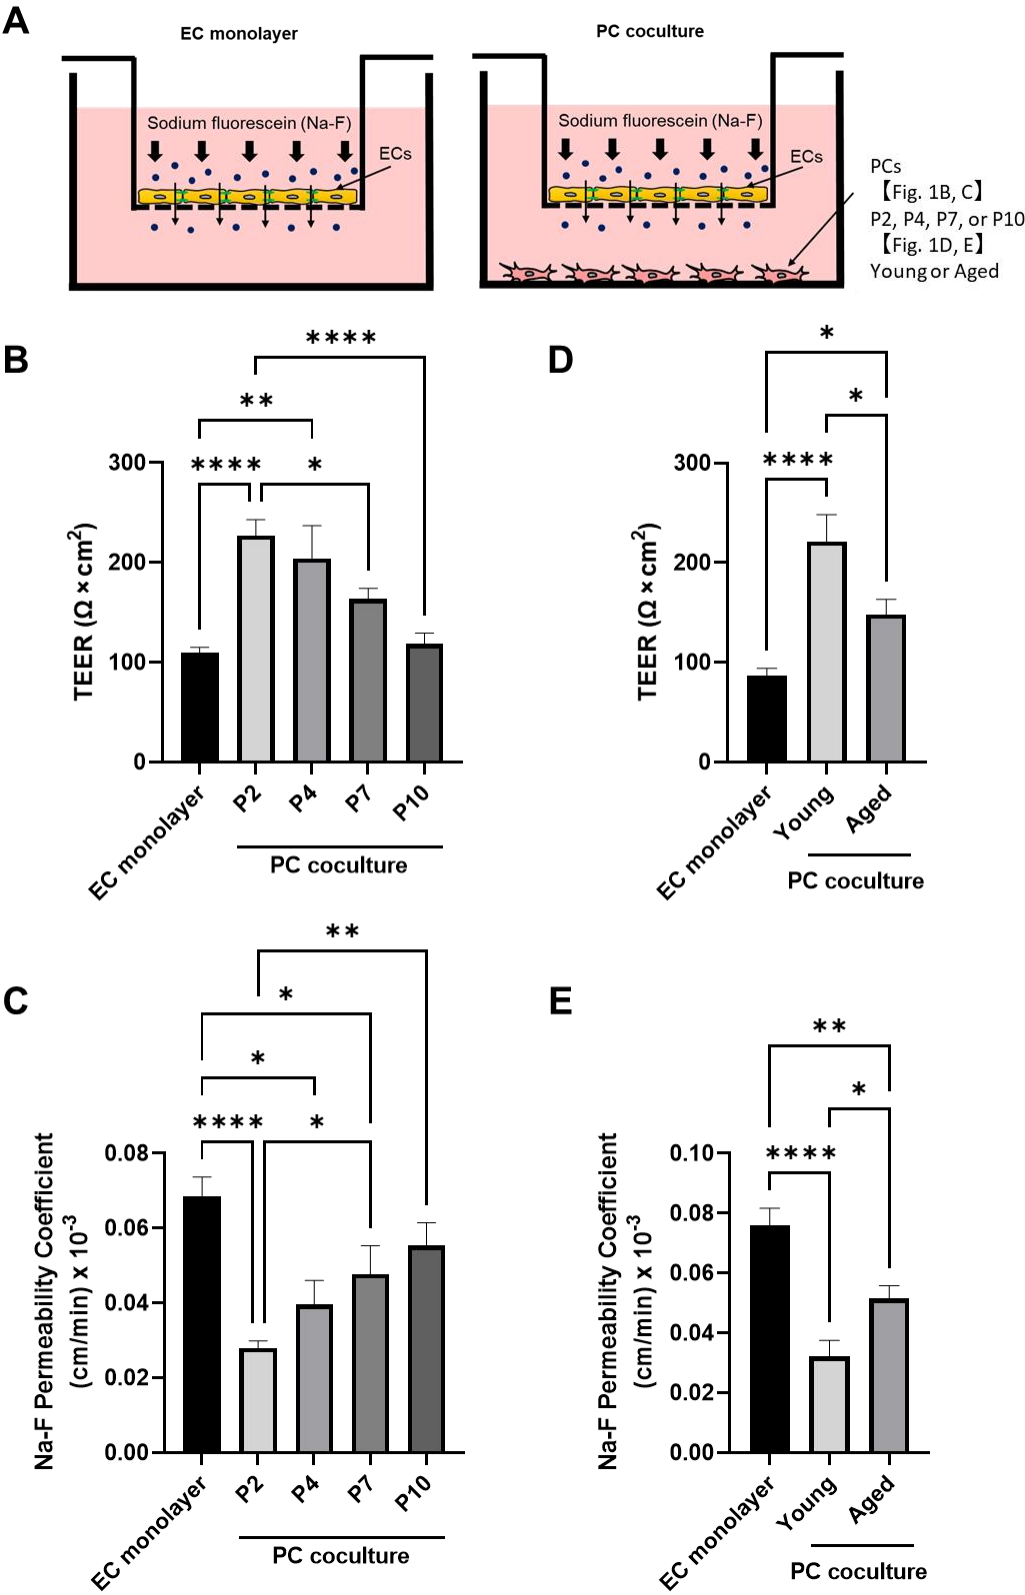 A
EC monolayer
PC coculture
Sodium fluorescein (Na-F)
ECs
Sodium fluorescein (Na-F)
ECs
PCs
【Fig. 1B, C】
P2, P4, P7, or P10
【Fig. 1D, E】
Young or Aged
B
****
**
**** *
TEER (Ω × cm²)
300
200
100
0
EC monolayer
P2
P4
P7
P10
PC coculture
D
*
*
****
TEER (Ω × cm²)
300
200
100
0
EC monolayer
Young
Aged
PC coculture
C
**
*
*
**** *
Na-F Permeability Coefficient
(cm/min) x 10⁻³
0.08
0.06
0.04
0.02
0.00
EC monolayer
P2
P4
P7
P10
PC coculture
E
**
*
****
Na-F Permeability Coefficient
(cm/min) x 10⁻³
0.10
0.08
0.06
0.04
0.02
0.00
EC monolayer
Young
Aged
PC coculture